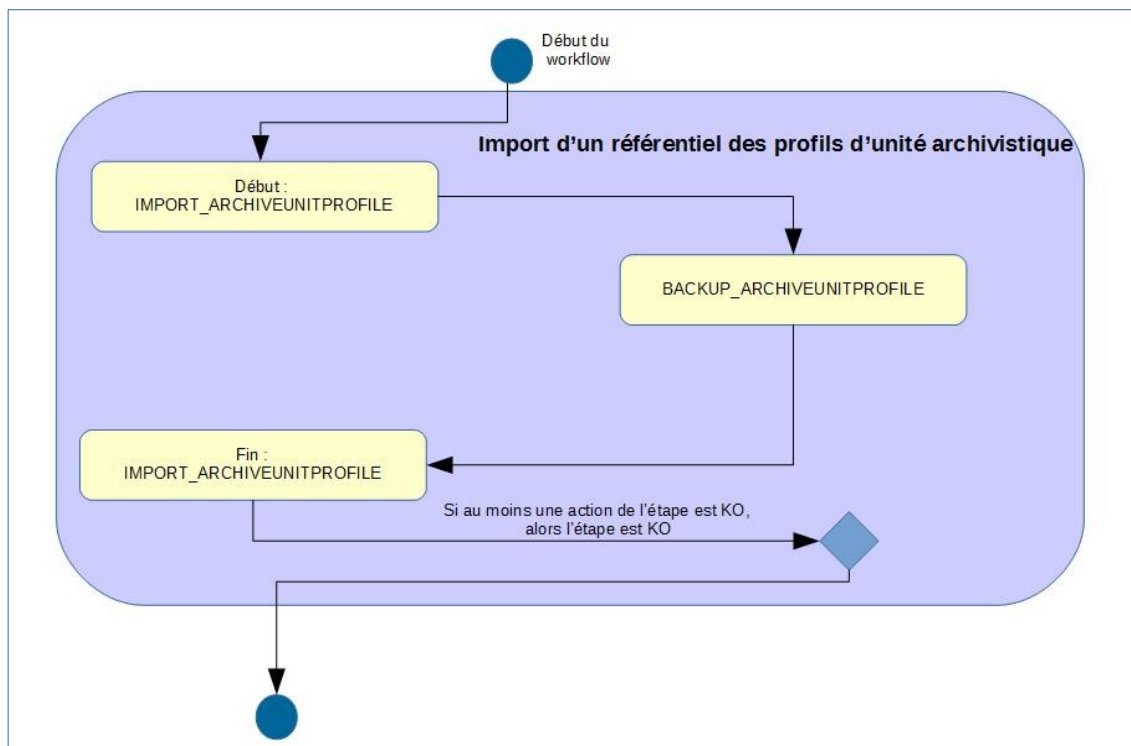 Début du
workflow
Import d'un référentiel des profils d'unité archivistique
Début :
IMPORT_ARCHIVEUNITPROFILE
BACKUP_ARCHIVEUNITPROFILE
Fin :
IMPORT_ARCHIVEUNITPROFILE
Si au moins une action de l'étape est KO,
alors l'étape est KO